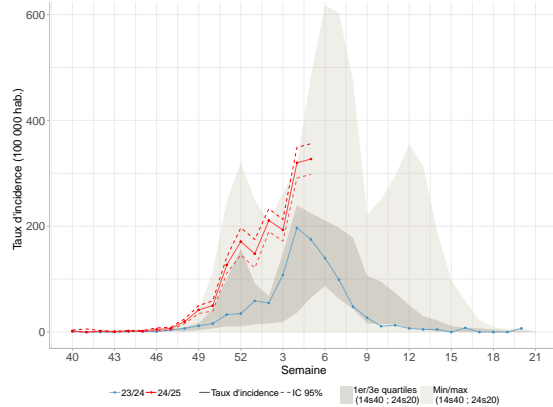 Taux d'incidence (100 000 hab.)
600
400
200
0
40 43 46 49 52 3 6 9 12 15 18 21
Semaine
23/24 24/25 Taux d'incidence IC 95% 1er/3e quartiles Min/max
(14s40 ; 24s20) (14s40 ; 24s20)